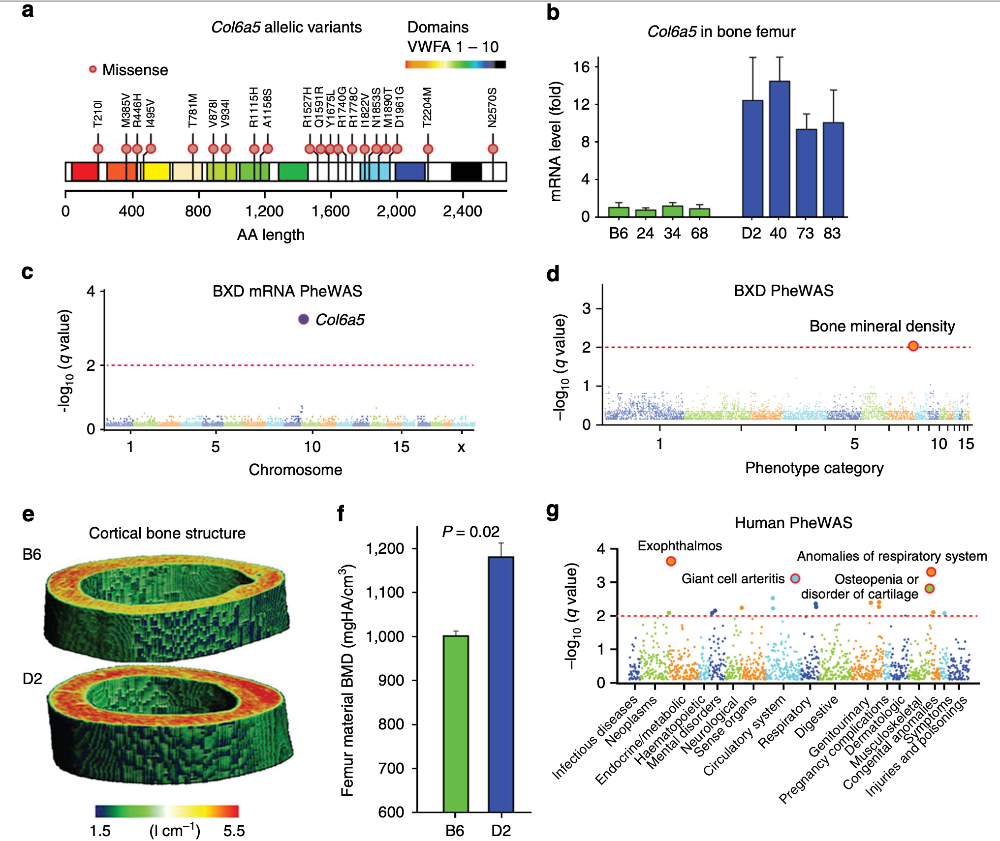 a
Col6a5 allelic variants
Domains
VWFA 1 – 10
Missense
T210I
M385V
R446H
I495V
T781M
V878I
V934I
R1115H
A1158S
R1527H
Q1591R
Y1675L
R1740G
R1778C
I1822V
N1853S
M1890T
D1961G
T2204M
N2570S
0 400 800 1,200 1,600 2,000 2,400
AA length
b
Col6a5 in bone femur
mRNA level (fold)
16
12
8
4
0
B6 24 34 68 D2 40 73 83
c
BXD mRNA PheWAS
-log10 (q value)
4
2
0
Col6a5
1 5 10 15 x
Chromosome
d
BXD PheWAS
−log10 (q value)
3
2
1
0
Bone mineral density
1 5 10 15
Phenotype category
e
Cortical bone structure
B6
D2
1.5 (l cm−1) 5.5
f
P = 0.02
Femur material BMD (mgHA/cm3)
1,200
1,100
1,000
900
800
700
600
B6 D2
g
Human PheWAS
−log10 (q value)
4
3
2
1
0
Exophthalmos
Anomalies of respiratory system
Giant cell arteritis
Osteopenia or
disorder of cartilage
Infectious diseases
Neoplasms
Endocrine/metabolic
Haematopoietic
Mental disorders
Neurological
Sense organs
Circulatory system
Respiratory
Digestive
Genitourinary
Pregnancy complications
Dermatologic
Musculoskeletal
Congenital anomalies
Symptoms
Injuries and poisonings